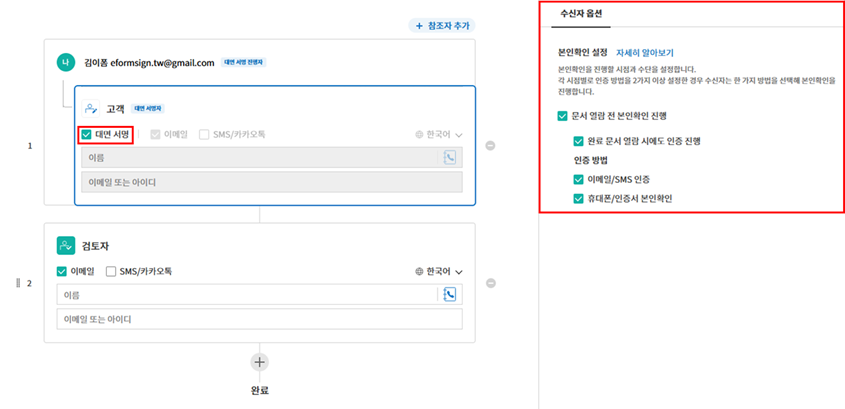 + 참조자 추가
나 김이폼 eformsign.tw@gmail.com 대면 서명 진행자
고객 대면 서명자
대면 서명 이메일 SMS/카카오톡 한국어
이름
이메일 또는 아이디
1
검토자
이메일 SMS/카카오톡 한국어
2
이름
이메일 또는 아이디
완료
수신자 옵션
본인확인 설정 자세히 알아보기
본인확인을 진행할 시점과 수단을 설정합니다.
각 시점별로 인증 방법을 2가지 이상 설정한 경우 수신자는 한 가지 방법을 선택해 본인확인을
진행합니다.
문서 열람 전 본인확인 진행
완료 문서 열람 시에도 인증 진행
인증 방법
이메일/SMS 인증
휴대폰/인증서 본인확인